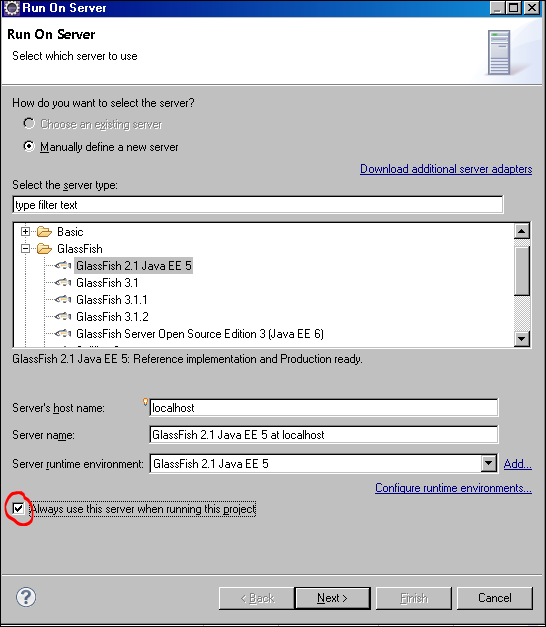 Run On Server
Run On Server
Select which server to use
How do you want to select the server?
Choose an existing server
Manually define a new server
Download additional server adapters
Select the server type:
type filter text
Basic
GlassFish
GlassFish 2.1 Java EE 5
GlassFish 3.1
GlassFish 3.1.1
GlassFish 3.1.2
GlassFish Server Open Source Edition 3 (Java EE 6)
GlassFish 2.1 Java EE 5: Reference implementation and Production ready.
Server's host name: localhost
Server name: GlassFish 2.1 Java EE 5 at localhost
Server runtime environment: GlassFish 2.1 Java EE 5 Add...
Configure runtime environments...
Always use this server when running this project
? < Back Next > Finish Cancel